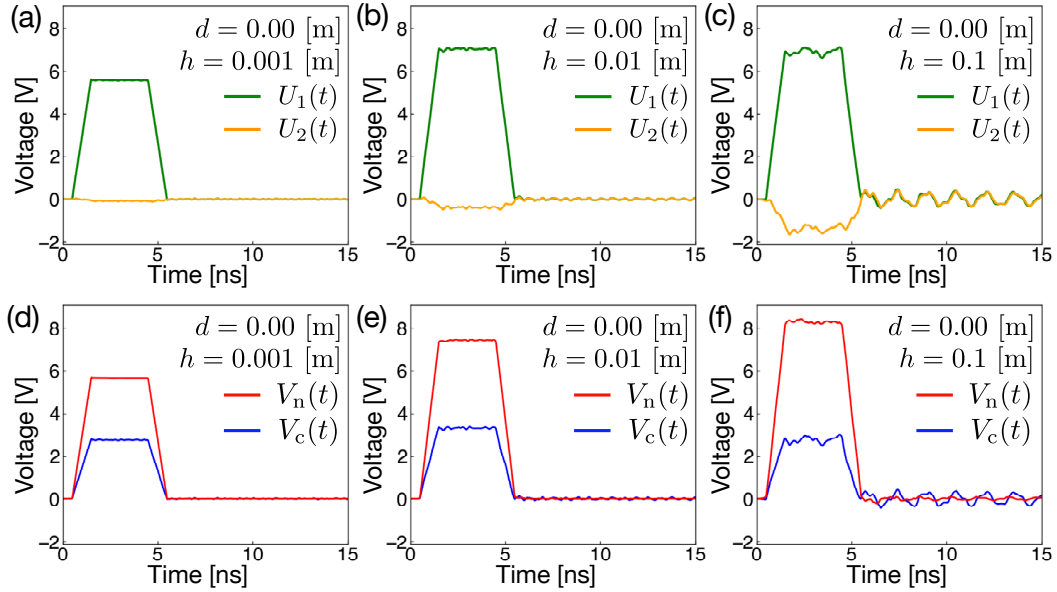 (a)
d = 0.00 [m]
h = 0.001 [m]
U₁(t)
U₂(t)
Voltage [V]
8
6
4
2
0
−2
0
5
10
15
Time [ns]
(b)
d = 0.00 [m]
h = 0.01 [m]
U₁(t)
U₂(t)
Voltage [V]
8
6
4
2
0
−2
0
5
10
15
Time [ns]
(c)
d = 0.00 [m]
h = 0.1 [m]
U₁(t)
U₂(t)
Voltage [V]
8
6
4
2
0
−2
0
5
10
15
Time [ns]
(d)
d = 0.00 [m]
h = 0.001 [m]
Vₙ(t)
V_c(t)
Voltage [V]
8
6
4
2
0
−2
0
5
10
15
Time [ns]
(e)
d = 0.00 [m]
h = 0.01 [m]
Vₙ(t)
V_c(t)
Voltage [V]
8
6
4
2
0
−2
0
5
10
15
Time [ns]
(f)
d = 0.00 [m]
h = 0.1 [m]
Vₙ(t)
V_c(t)
Voltage [V]
8
6
4
2
0
−2
0
5
10
15
Time [ns]